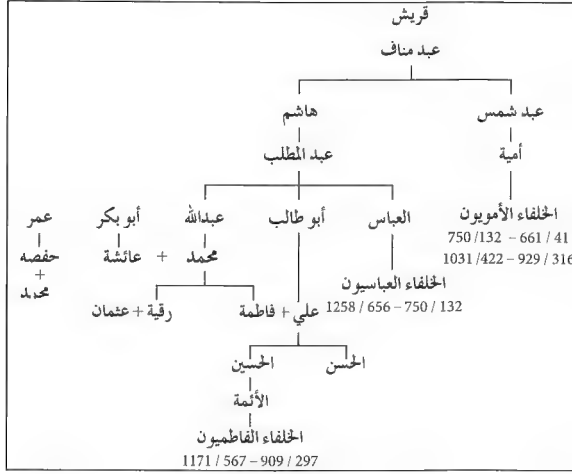 قريش
عبد مناف
عبد شمس هاشم
أمية عبد المطلب
العباس أبو طالب عبدالله أبو بكر عمر
الخلفاء الأمويون
750/132 – 661 / 41
1031 /422 – 929 / 316
محمد + عائشة حفصه
+
محمد
الخلفاء العباسيون
1258 / 656 – 750 / 132
علي + فاطمة رقية + عثمان
الحسن الحسين
الأئمة
الخلفاء الفاطميون
1171 / 567 – 909 / 297